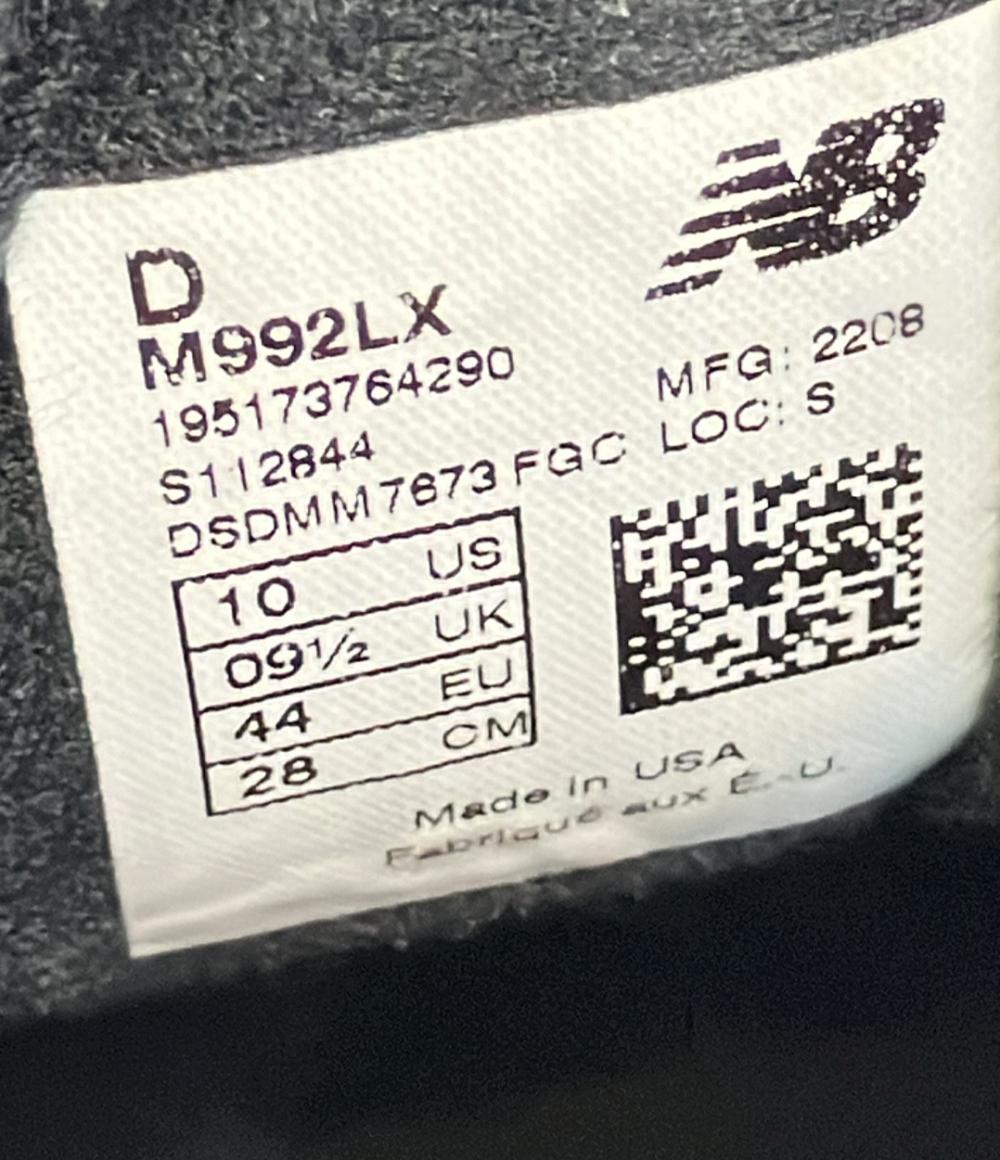 NB
D
M992LX
195173764290
MFG: 2208
S112844
DSDMM7673 FGC LOC: S
10 US
09½ UK
44 EU
28 CM
Made in USA
Fabriqué aux É.-U.